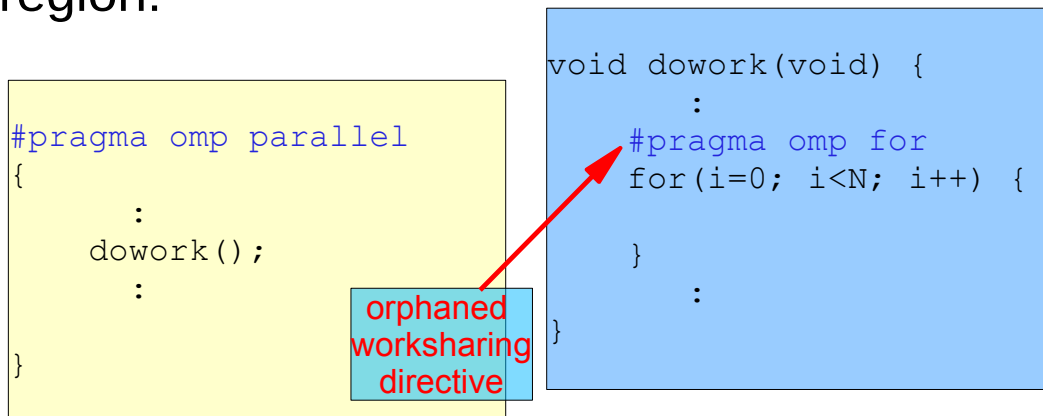 region.
#pragma omp parallel
{
:
dowork();
:
}
orphaned
worksharing
directive
void dowork(void) {
:
#pragma omp for
for(i=0; i<N; i++) {
}
:
}